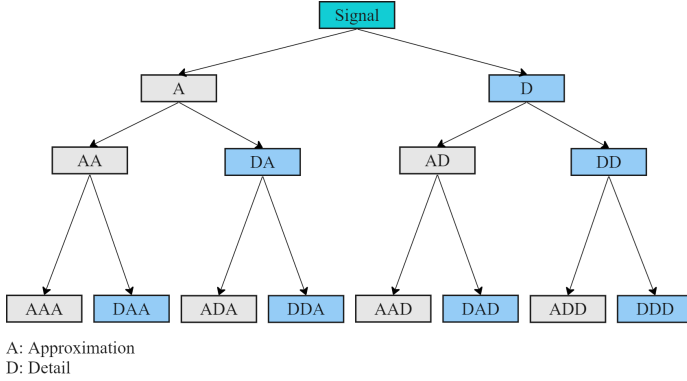 Signal
A D
AA DA AD DD
AAA DAA ADA DDA AAD DAD ADD DDD
A: Approximation
D: Detail